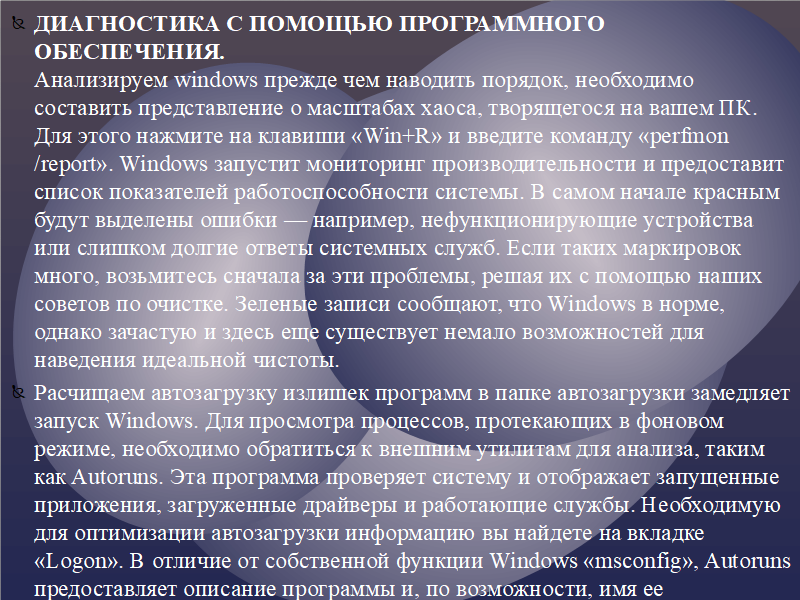 ДИАГНОСТИКА С ПОМОЩЬЮ ПРОГРАММНОГО
ОБЕСПЕЧЕНИЯ.
Анализируем windows прежде чем наводить порядок, необходимо
составить представление о масштабах хаоса, творящегося на вашем ПК.
Для этого нажмите на клавиши «Win+R» и введите команду «perfmon
/report». Windows запустит мониторинг производительности и предоставит
список показателей работоспособности системы. В самом начале красным
будут выделены ошибки — например, нефункционирующие устройства
или слишком долгие ответы системных служб. Если таких маркировок
много, возьмитесь сначала за эти проблемы, решая их с помощью наших
советов по очистке. Зеленые записи сообщают, что Windows в норме,
однако зачастую и здесь еще существует немало возможностей для
наведения идеальной чистоты.
Расчищаем автозагрузку излишек программ в папке автозагрузки замедляет
запуск Windows. Для просмотра процессов, протекающих в фоновом
режиме, необходимо обратиться к внешним утилитам для анализа, таким
как Autoruns. Эта программа проверяет систему и отображает запущенные
приложения, загруженные драйверы и работающие службы. Необходимую
для оптимизации автозагрузки информацию вы найдете на вкладке
«Logon». В отличие от собственной функции Windows «msconfig», Autoruns
предоставляет описание программы и, по возможности, имя ее